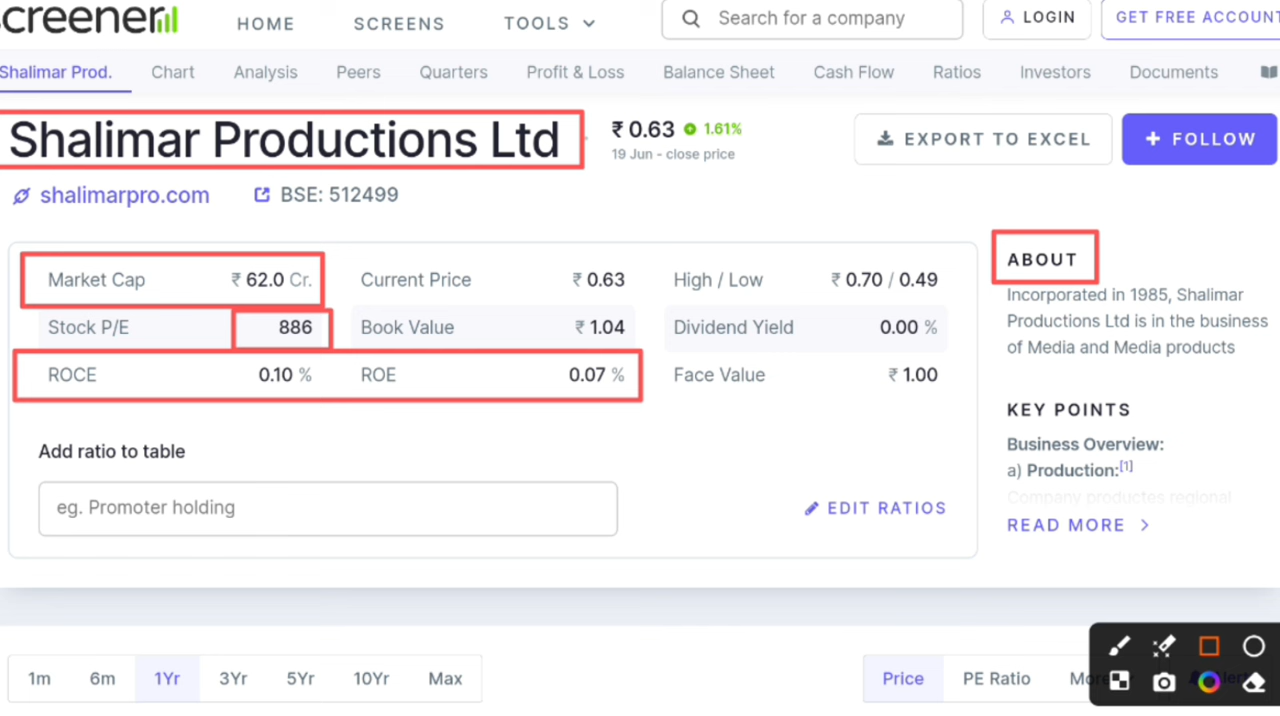 screener
HOME SCREENS TOOLS Search for a company LOGIN GET FREE ACCOUNT
Shalimar Prod. Chart Analysis Peers Quarters Profit & Loss Balance Sheet Cash Flow Ratios Investors Documents
Shalimar Productions Ltd ₹ 0.63 1.61%
19 Jun - close price
EXPORT TO EXCEL + FOLLOW
shalimarpro.com BSE: 512499
Market Cap ₹ 62.0 Cr. Current Price ₹ 0.63 High / Low ₹ 0.70 / 0.49
Stock P/E 886 Book Value ₹ 1.04 Dividend Yield 0.00 %
ROCE 0.10 % ROE 0.07 % Face Value ₹ 1.00
Add ratio to table
eg. Promoter holding
EDIT RATIOS
ABOUT
Incorporated in 1985, Shalimar
Productions Ltd is in the business
of Media and Media products
KEY POINTS
Business Overview:
a) Production:[1]
Company productes regional
READ MORE
1m 6m 1Yr 3Yr 5Yr 10Yr Max Price PE Ratio More